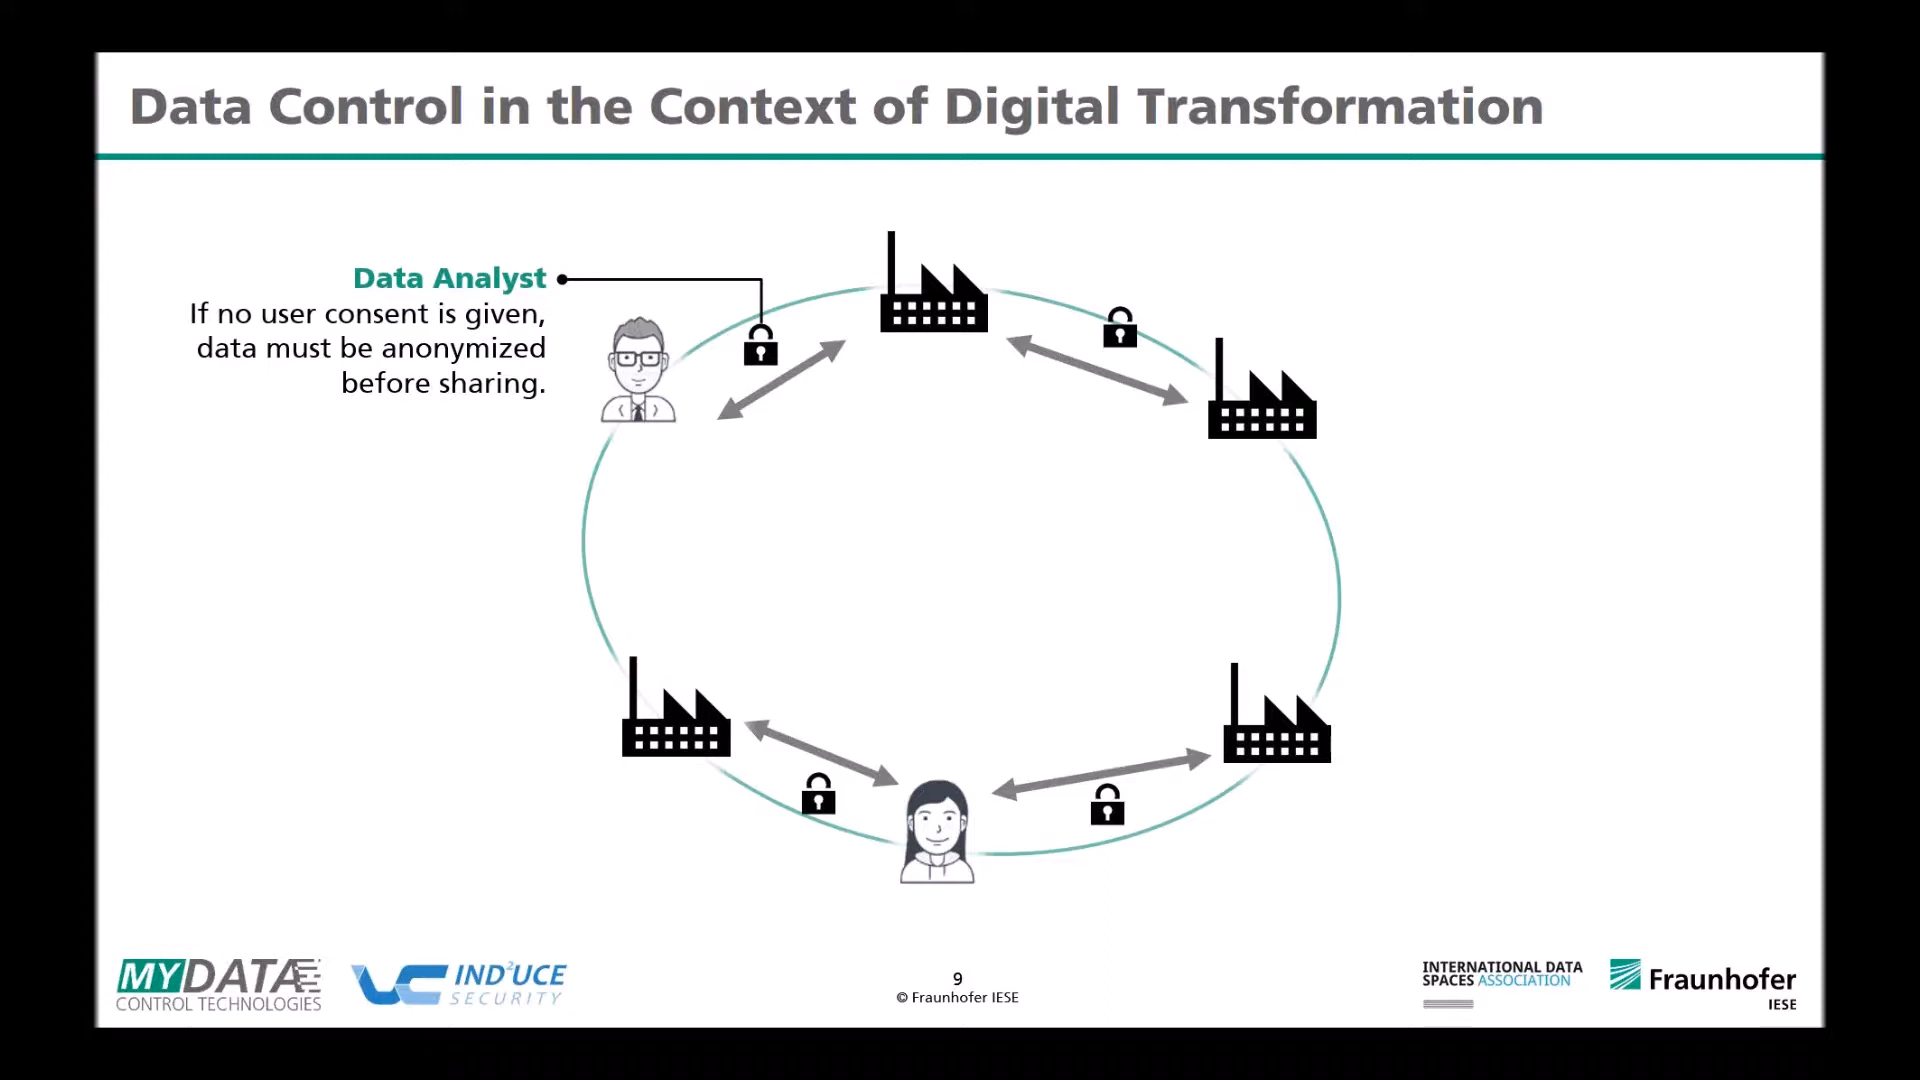 Data Control in the Context of Digital Transformation
Data Analyst
If no user consent is given,
data must be anonymized
before sharing.
MYDATA
CONTROL TECHNOLOGIES
IND²UCE
SECURITY
9
© Fraunhofer IESE
INTERNATIONAL DATA
SPACES ASSOCIATION
Fraunhofer
IESE